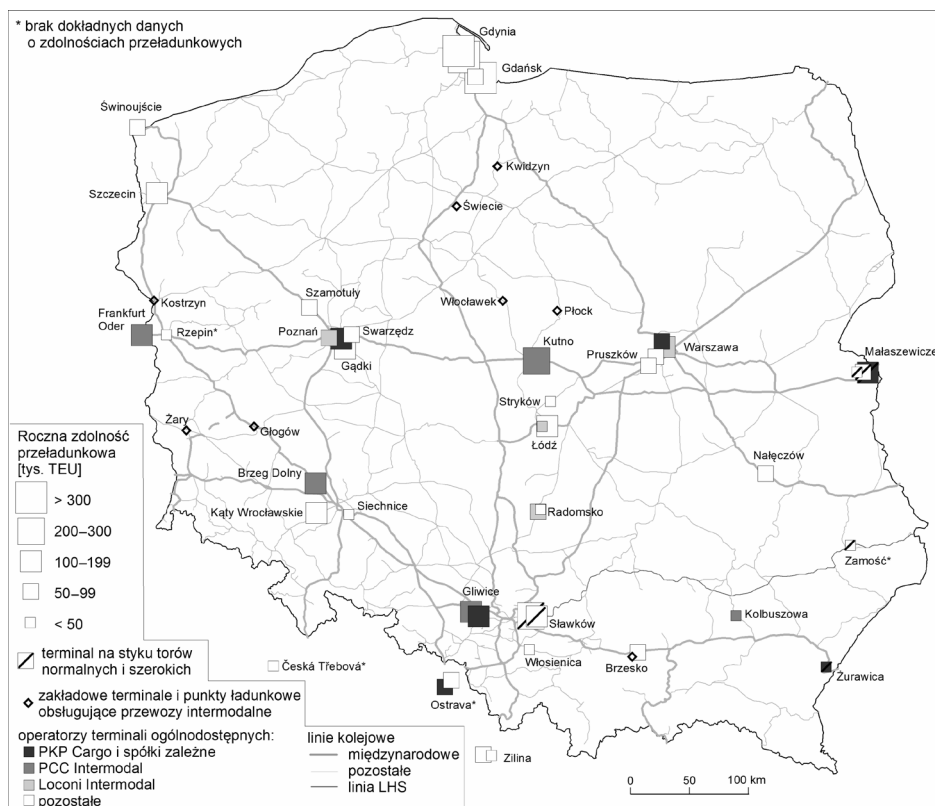 * brak dokładnych danych
o zdolnościach przeładunkowych
Gdynia
Gdańsk
Świnoujście
Szczecin
Kwidzyn
Świecie
Kostrzyn
Szamotuły
Włocławek
Płock
Frankfurt
Oder
Rzepin*
Poznań
Swarzędz
Gądki
Kutno
Pruszków
Warszawa
Małaszewicze
Stryków
Łódź
Żary
Głogów
Nałęczów
Brzeg Dolny
Kąty Wrocławskie
Siechnice
Radomsko
Zamość*
Gliwice
Sławków
Kolbuszowa
Włosienica
Brzesko
Żurawica
Česká Třebová*
Ostrava*
Zilina
Roczna zdolność
przeładunkowa
[tys. TEU]
> 300
200–300
100–199
50–99
< 50
terminal na styku torów
normalnych i szerokich
zakładowe terminale i punkty ładunkowe
obsługujące przewozy intermodalne
operatorzy terminali ogólnodostępnych:
PKP Cargo i spółki zależne
PCC Intermodal
Loconi Intermodal
pozostałe
linie kolejowe
międzynarodowe
pozostałe
linia LHS
0 50 100 km